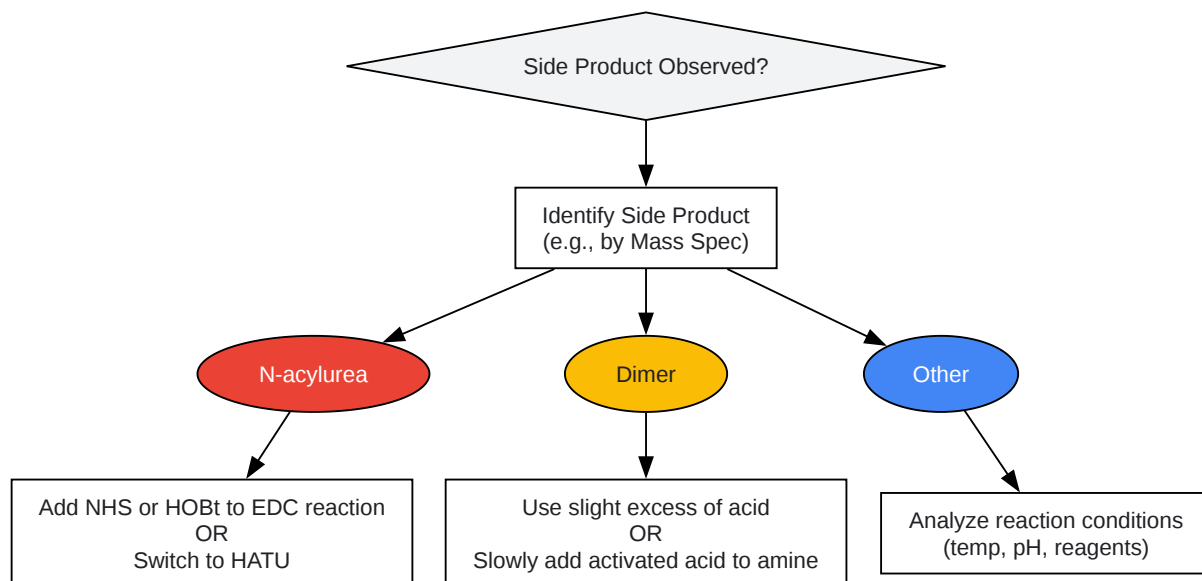 Side Product Observed?
Identify Side Product
(e.g., by Mass Spec)
N-acylurea
Dimer
Other
Add NHS or HOBt to EDC reaction
OR
Switch to HATU
Use slight excess of acid
OR
Slowly add activated acid to amine
Analyze reaction conditions
(temp, pH, reagents)